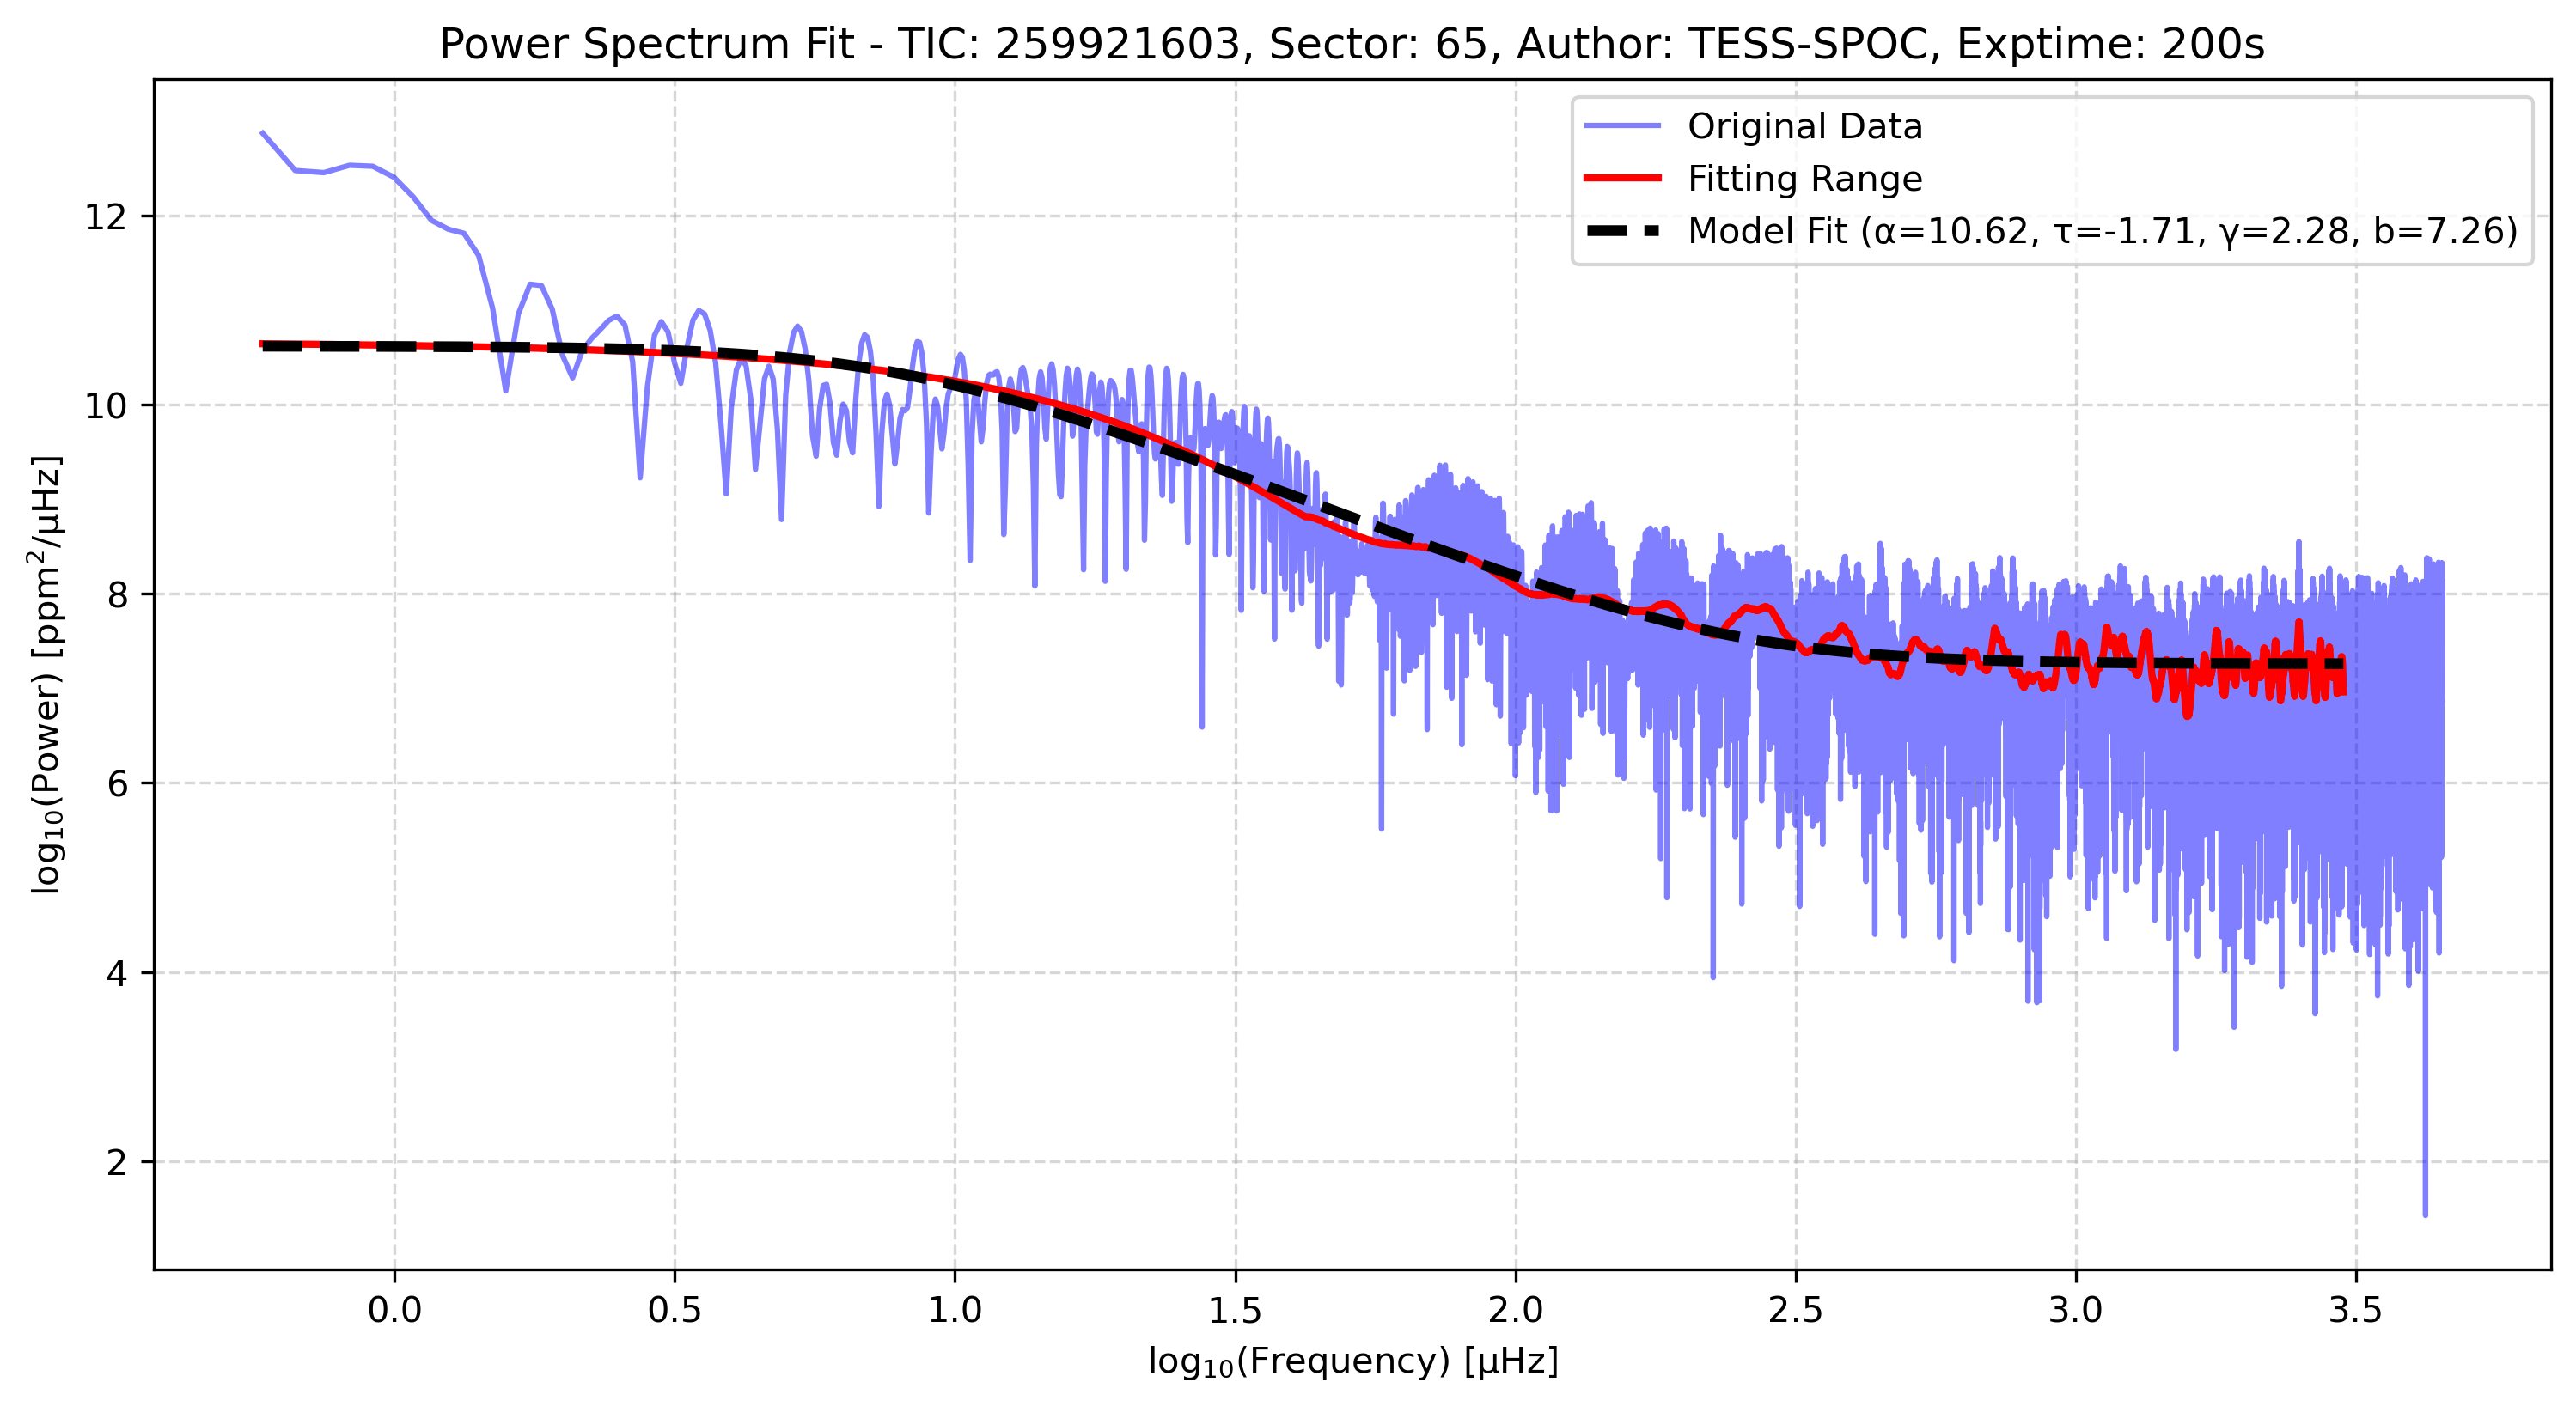 Power Spectrum Fit - TIC: 259921603, Sector: 65, Author: TESS-SPOC, Exptime: 200s
Original Data
Fitting Range
Model Fit (α=10.62, τ=-1.71, γ=2.28, b=7.26)
log₁₀(Power) [ppm²/µHz]
12
10
8
6
4
2
0.0 0.5 1.0 1.5 2.0 2.5 3.0 3.5
log₁₀(Frequency) [µHz]